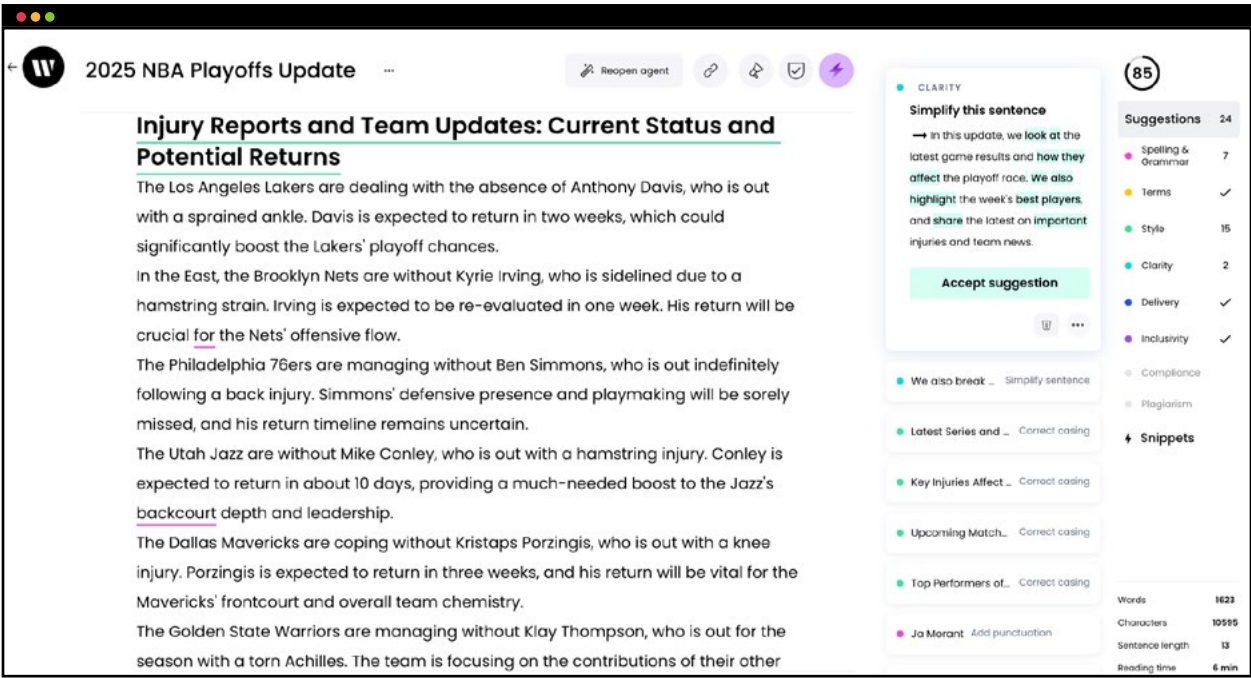 2025 NBA Playoffs Update
...
Reopen agent
Injury Reports and Team Updates: Current Status and
Potential Returns
The Los Angeles Lakers are dealing with the absence of Anthony Davis, who is out
with a sprained ankle. Davis is expected to return in two weeks, which could
significantly boost the Lakers' playoff chances.
In the East, the Brooklyn Nets are without Kyrie Irving, who is sidelined due to a
hamstring strain. Irving is expected to be re-evaluated in one week. His return will be
crucial for the Nets' offensive flow.
The Philadelphia 76ers are managing without Ben Simmons, who is out indefinitely
following a back injury. Simmons' defensive presence and playmaking will be sorely
missed, and his return timeline remains uncertain.
The Utah Jazz are without Mike Conley, who is out with a hamstring injury. Conley is
expected to return in about 10 days, providing a much-needed boost to the Jazz's
backcourt depth and leadership.
The Dallas Mavericks are coping without Kristaps Porzingis, who is out with a knee
injury. Porzingis is expected to return in three weeks, and his return will be vital for the
Mavericks' frontcourt and overall team chemistry.
The Golden State Warriors are managing without Klay Thompson, who is out for the
season with a torn Achilles. The team is focusing on the contributions of their other
CLARITY
Simplify this sentence
→ In this update, we look at the
latest game results and how they
affect the playoff race. We also
highlight the week's best players,
and share the latest on important
injuries and team news.
Accept suggestion
We also break ... Simplify sentence
Latest Series and ... Correct casing
Key Injuries Affect ... Correct casing
Upcoming Match... Correct casing
Top Performers of... Correct casing
Ja Morant Add punctuation
85
Suggestions 24
Spelling &
Grammar 7
Terms
Style 15
Clarity 2
Delivery
Inclusivity
Compliance
Plagiarism
Snippets
Words 1623
Characters 10595
Sentence length 13
Reading time 6 min